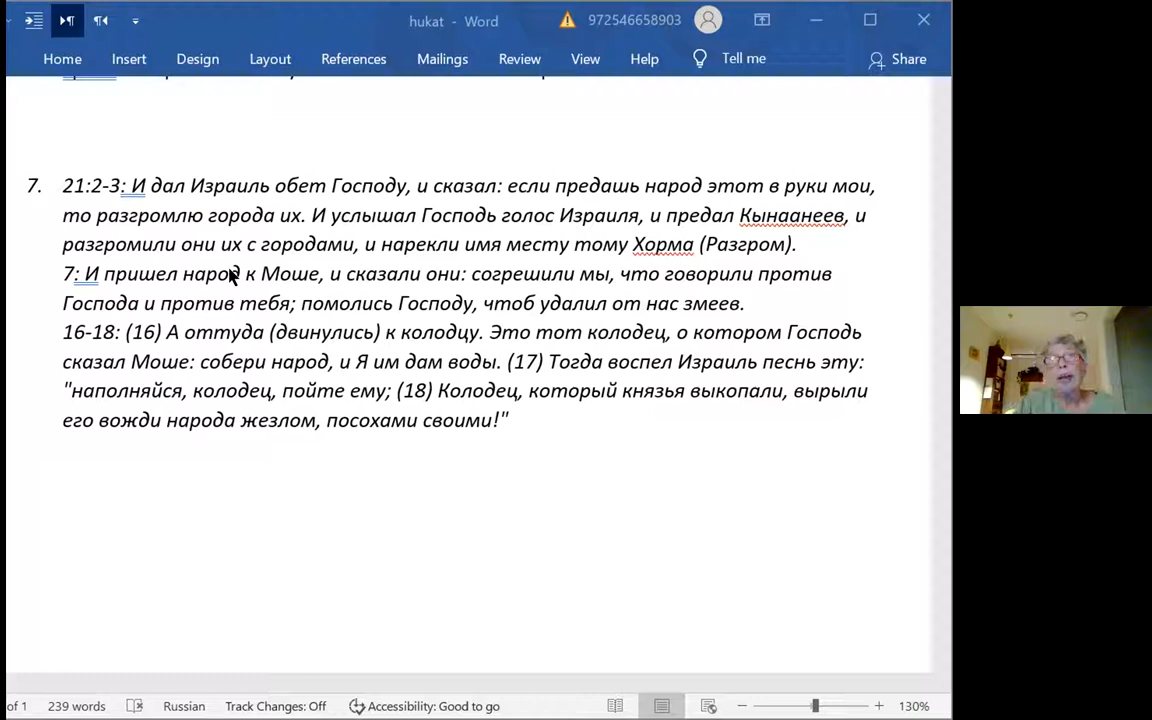 hukat - Word
972546658903
Home Insert Design Layout References Mailings Review View Help Tell me Share
7. 21:2-3: И дал Израиль обет Господу, и сказал: если предашь народ этот в руки мои,
то разгромлю города их. И услышал Господь голос Израиля, и предал Кынаанеев, и
разгромили они их с городами, и нарекли имя месту тому Хорма (Разгром).
7: И пришел народ к Моше, и сказали они: согрешили мы, что говорили против
Господа и против тебя; помолись Господу, чтоб удалил от нас змеев.
16-18: (16) А оттуда (двинулись) к колодцу. Это тот колодец, о котором Господь
сказал Моше: собери народ, и Я им дам воды. (17) Тогда воспел Израиль песнь эту:
"наполняйся, колодец, пойте ему; (18) Колодец, который князья выкопали, вырыли
его вожди народа жезлом, посохами своими!"
of 1 239 words Russian Track Changes: Off Accessibility: Good to go 130%